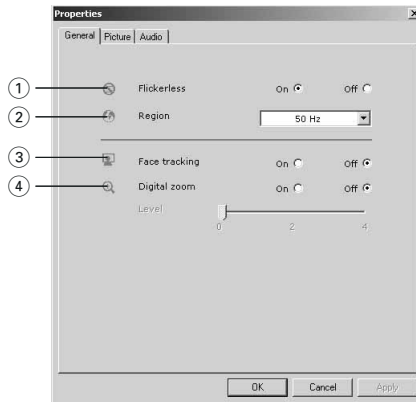 Properties
General Picture Audio
1 Flickerless On Off
2 Region 50 Hz
3 Face tracking On Off
4 Digital zoom On Off
Level
0 2 4
OK Cancel Apply